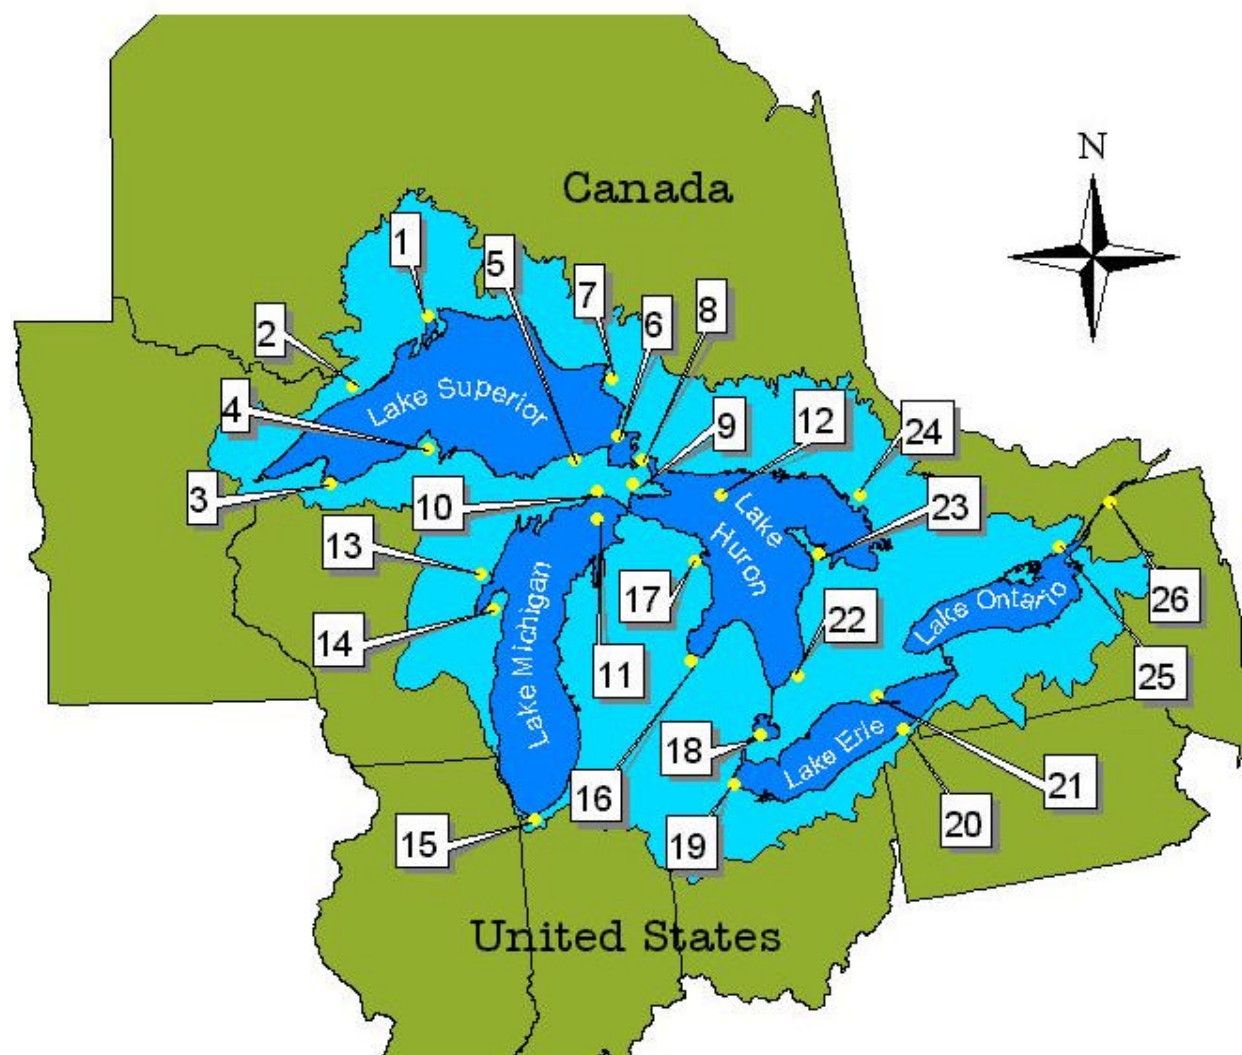 N
Canada
1
5
7
6
8
2
4
9
12
24
3
10
23
13
17
22
26
14
11
25
18
16
21
15
19
20
Lake Superior
Lake
Huron
Lake Michigan
Lake Ontario
Lake Erie
United States